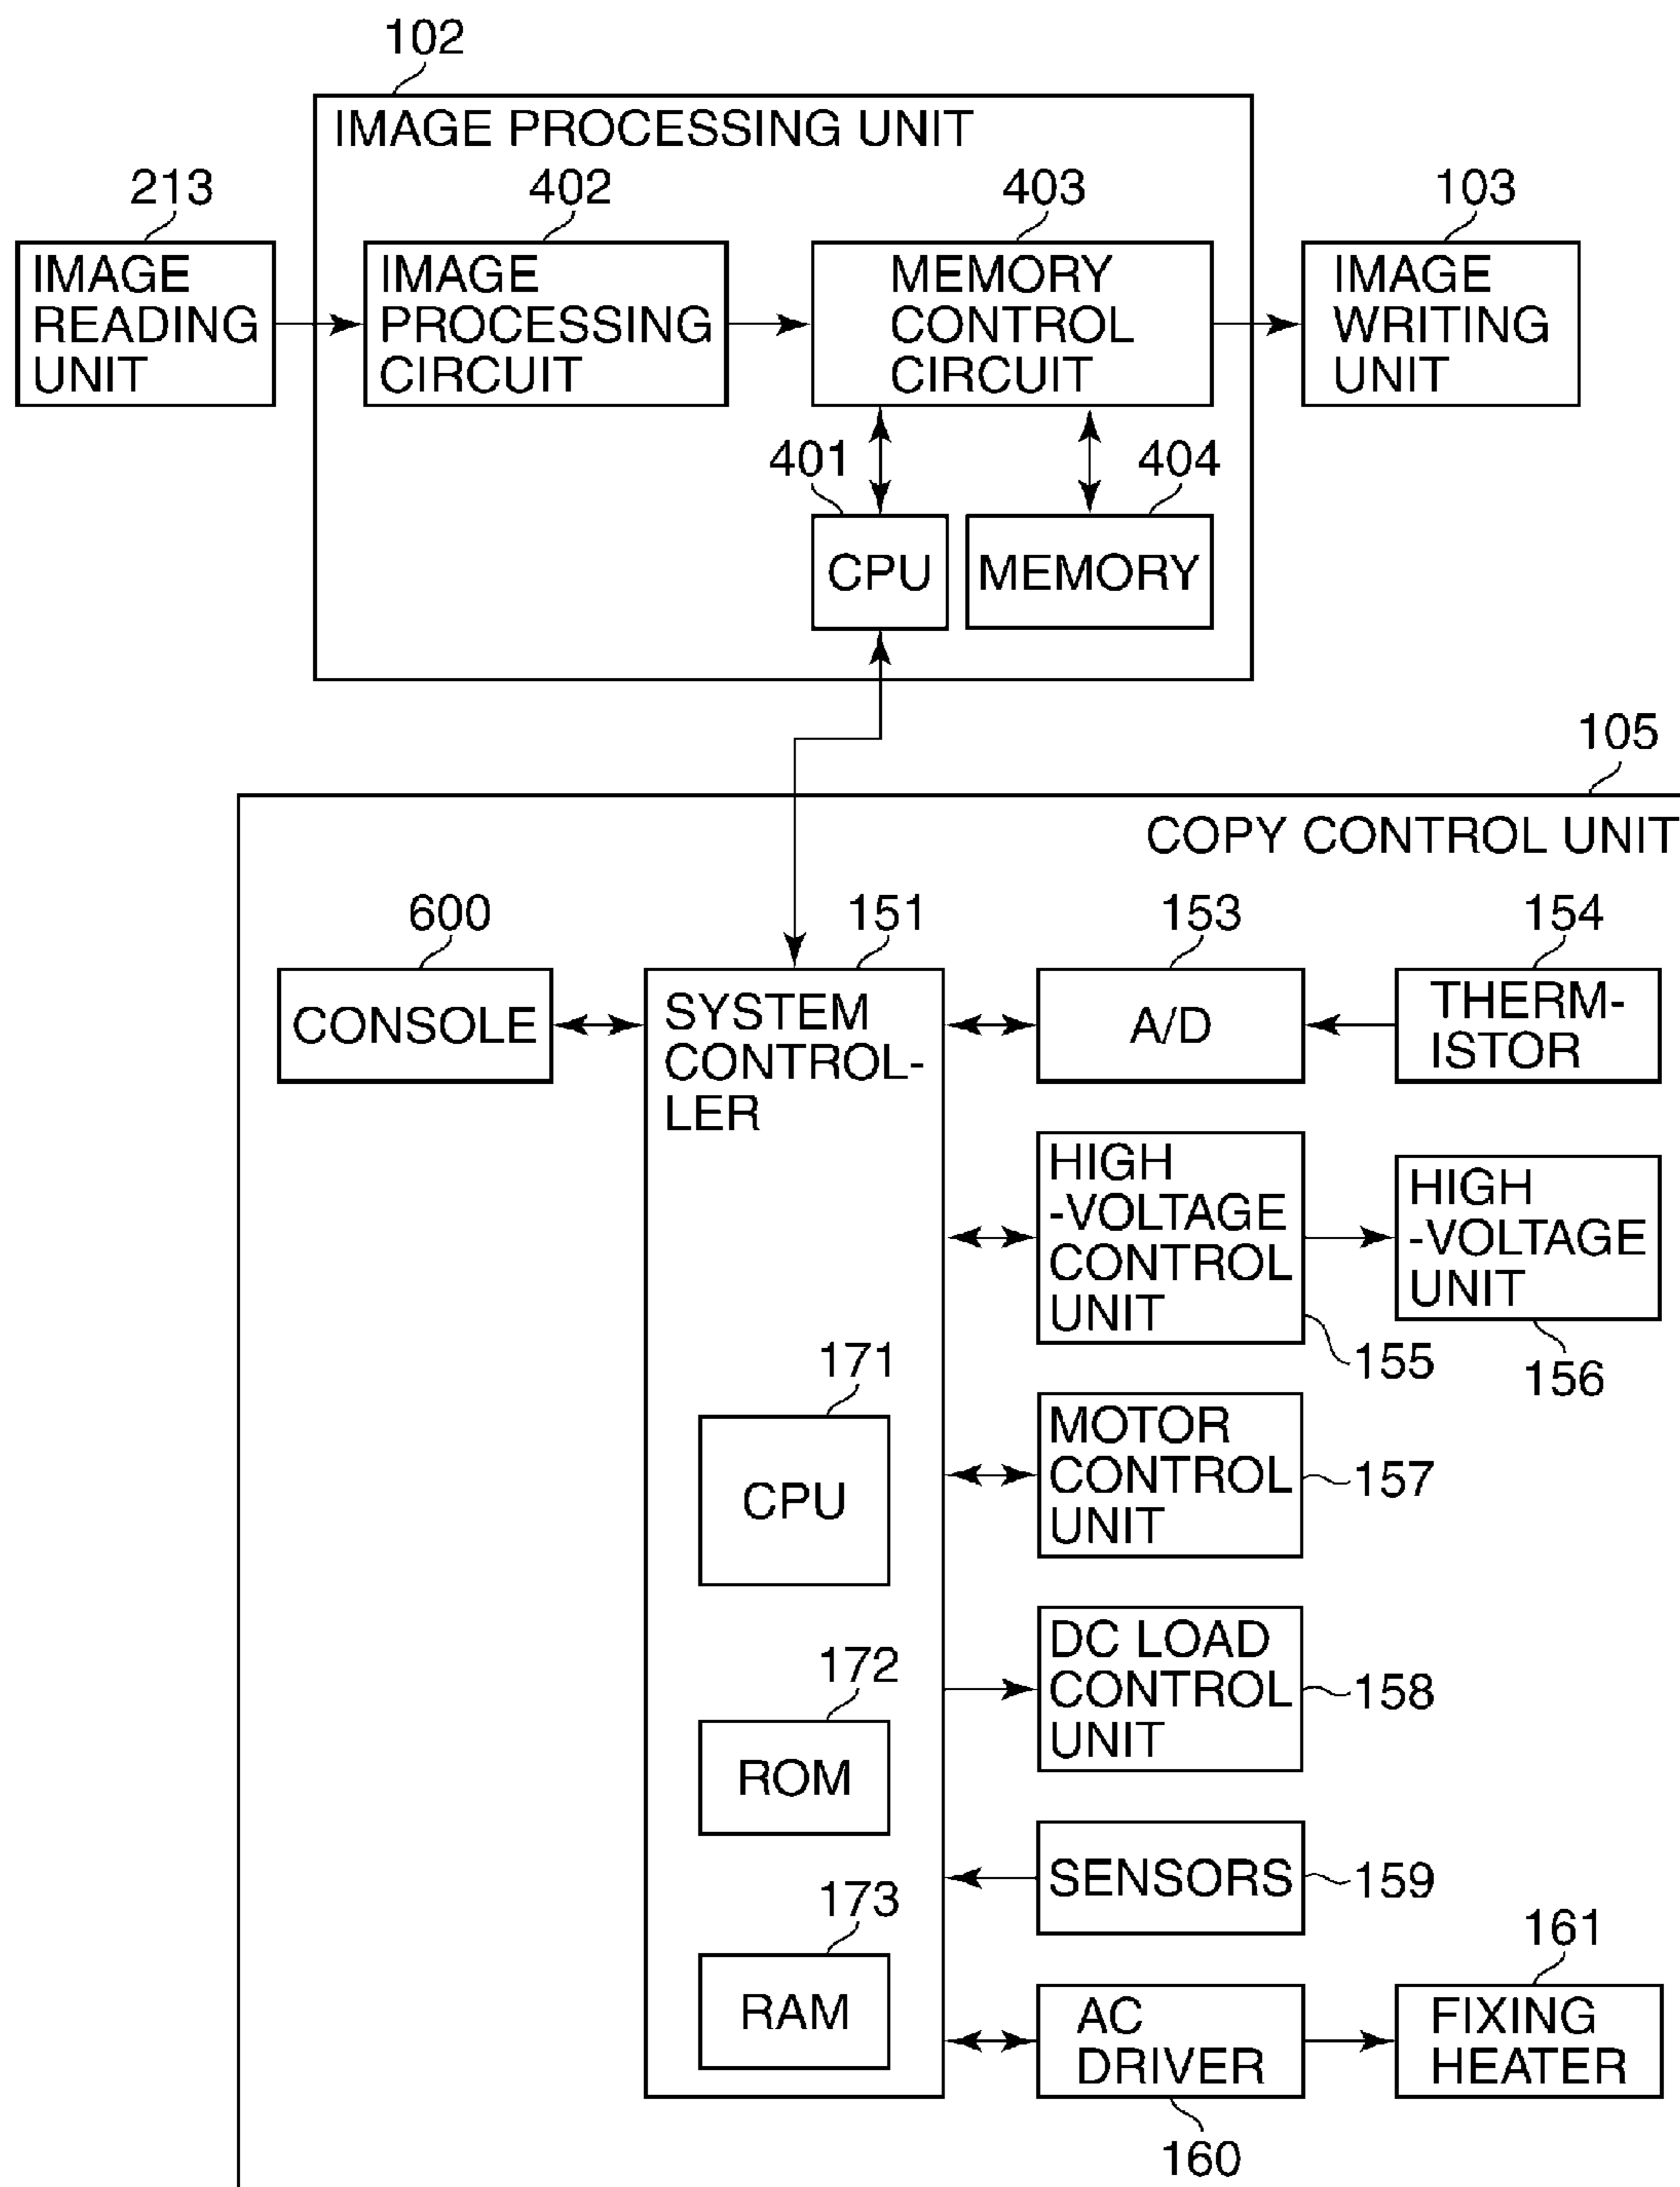 102
IMAGE PROCESSING UNIT
213
402
403
103
IMAGE
READING
UNIT
IMAGE
PROCESSING
CIRCUIT
MEMORY
CONTROL
CIRCUIT
IMAGE
WRITING
UNIT
401
404
CPU
MEMORY
105
COPY CONTROL UNIT
600
151
153
154
CONSOLE
SYSTEM
CONTROL-
LER
A/D
THERM-
ISTOR
HIGH
-VOLTAGE
CONTROL
UNIT
HIGH
-VOLTAGE
UNIT
155
156
171
CPU
MOTOR
CONTROL
UNIT
157
172
ROM
DC LOAD
CONTROL
UNIT
158
SENSORS
159
173
RAM
161
AC
DRIVER
FIXING
HEATER
160